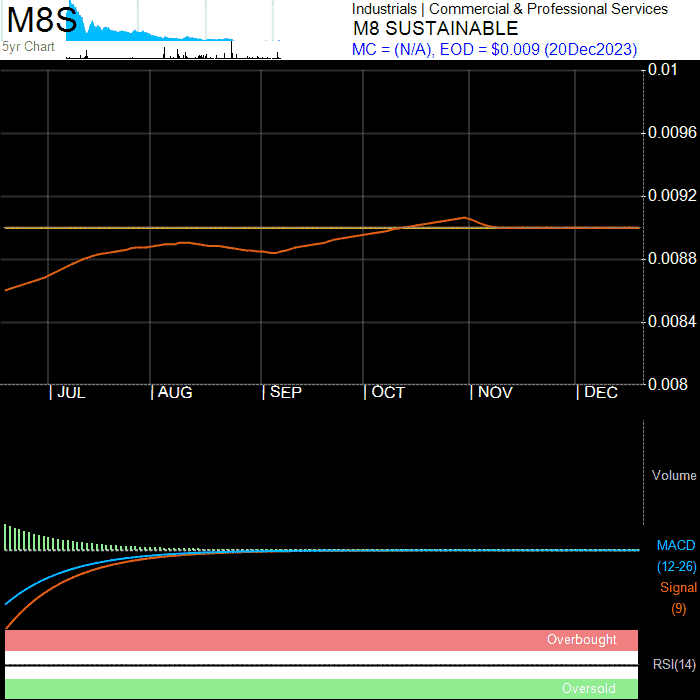 M8S
5yr Chart
Industrials | Commercial & Professional Services
M8 SUSTAINABLE
MC = (N/A), EOD = $0.009 (20Dec2023)
0.01
0.0096
0.0092
0.0088
0.0084
0.008
| JUL | AUG | SEP | OCT | NOV | DEC
Volume
MACD
(12-26)
Signal
(9)
Overbought
RSI(14)
Oversold